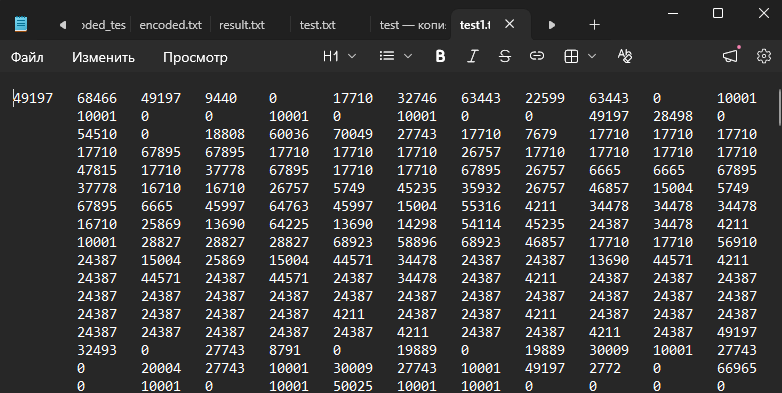 oded_tes encoded.txt result.txt test.txt test — копи test1.t
Файл Изменить Просмотр H1 B I S
49197 68466 49197 9440 0 17710 32746 63443 22599 63443 0 10001
10001 0 0 10001 0 10001 0 0 49197 28498 0
54510 0 18808 60036 70049 27743 17710 7679 17710 17710 17710
17710 67895 67895 17710 17710 17710 26757 17710 17710 17710 17710
47815 17710 37778 67895 17710 17710 67895 26757 6665 6665 67895
37778 16710 16710 26757 5749 45235 35932 26757 46857 15004 5749
67895 6665 45997 64763 45997 15004 55316 4211 34478 34478 34478
16710 25869 13690 64225 13690 14298 54114 45235 24387 34478 4211
10001 28827 28827 28827 68923 58896 68923 46857 17710 17710 56910
24387 15004 25869 15004 44571 34478 24387 24387 13690 44571 4211
24387 44571 24387 44571 24387 34478 24387 4211 24387 24387 24387
24387 24387 24387 24387 24387 24387 24387 24387 24387 24387 24387
24387 24387 24387 24387 4211 24387 24387 4211 24387 24387 24387
24387 24387 24387 24387 24387 4211 24387 24387 4211 24387 49197
32493 0 27743 8791 0 19889 0 19889 30009 10001 27743
0 20004 27743 10001 30009 27743 10001 49197 2772 0 66965
0 10001 0 10001 50025 10001 10001 0 0 0 0